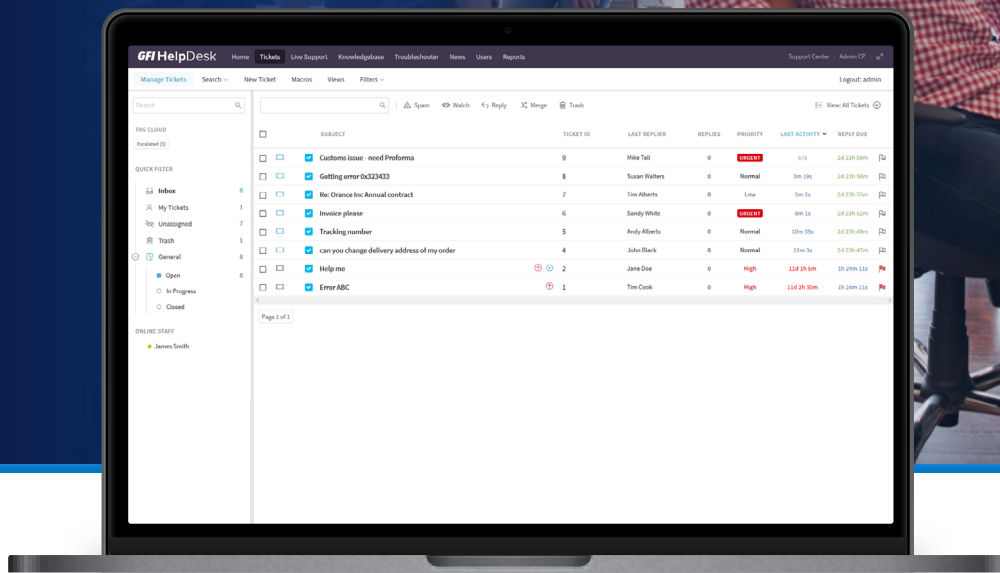 GFI HelpDesk Home Tickets Live Support Knowledgebase Troubleshooter News Users Reports Support Center Admin CP
Manage Tickets Search New Ticket Macros Views Filters Logout: admin
Search Spam Watch Reply Merge Trash View: All Tickets
TAG CLOUD
Escalated (3)
SUBJECT TICKET ID LAST REPLIER REPLIES PRIORITY LAST ACTIVITY REPLY DUE
Customs issue - need Proforma 9 Mike Tall 0 URGENT 57s 2d 23h 59m
Getting error 0x323433 8 Susan Walters 0 Normal 3m 19s 2d 23h 56m
Re: Orance Inc Annual contract 7 Tim Alberts 0 Low 5m 2s 2d 23h 55m
Invoice please 6 Sandy White 0 URGENT 8m 1s 2d 23h 52m
Tracking number 5 Andy Alberts 0 Normal 10m 39s 2d 23h 49m
can you change delivery address of my order 4 John Black 0 Normal 12m 3s 2d 23h 47m
Help me 2 Jane Doe 0 High 11d 1h 5m 1h 24m 11s
Error ABC 1 Tim Cook 0 High 11d 2h 30m 1h 24m 11s
Page 1 of 1
QUICK FILTER
Inbox 8
My Tickets 1
Unassigned 7
Trash 1
General 8
Open 8
In Progress
Closed
ONLINE STAFF
James Smith